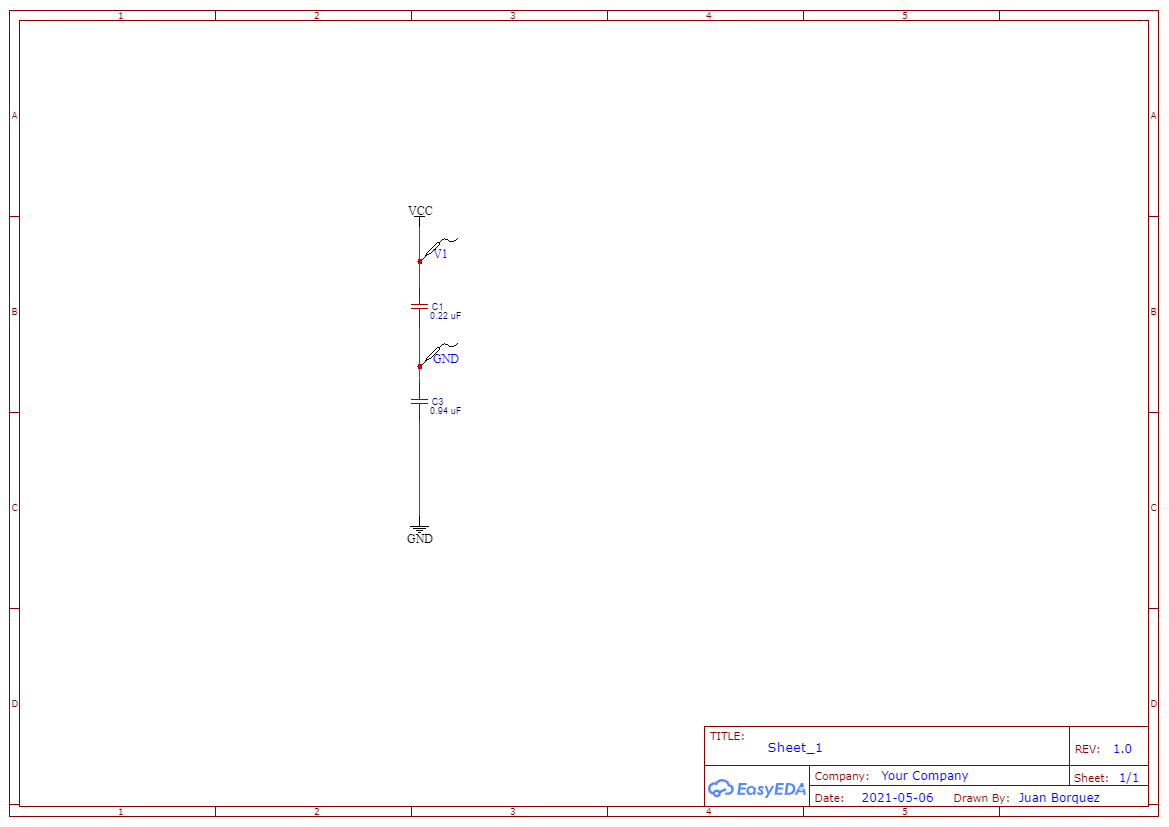 1 2 3 4 5
A A
VCC
V1
B B
C1
0.22 uF
GND
C3
0.94 uF
C C
GND
D D
TITLE:
Sheet_1
REV: 1.0
EasyEDA
Company: Your Company
Sheet: 1/1
Date: 2021-05-06 Drawn By: Juan Borquez
1 2 3 4 5